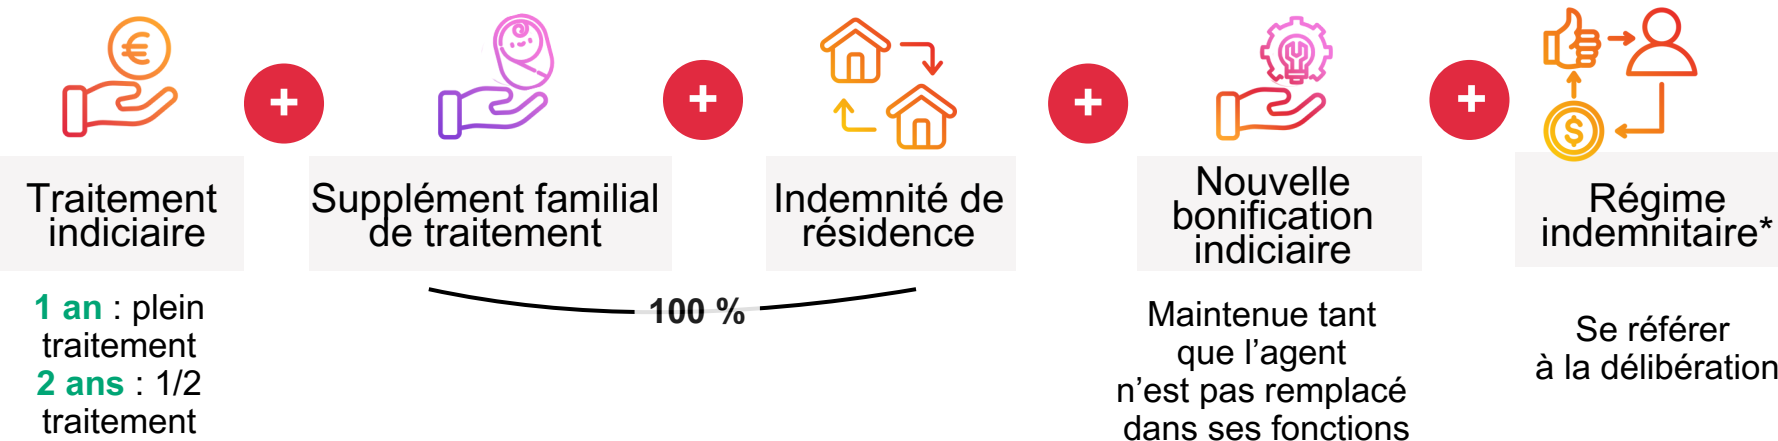 €
+
+
+
+
$
Traitement
indiciaire
Supplément familial
de traitement
Indemnité de
résidence
Nouvelle
bonification
indiciaire
Régime
indemnitaire*
1 an : plein
traitement
2 ans : 1/2
traitement
100 %
Maintenue tant
que l’agent
n’est pas remplacé
dans ses fonctions
Se référer
à la délibération